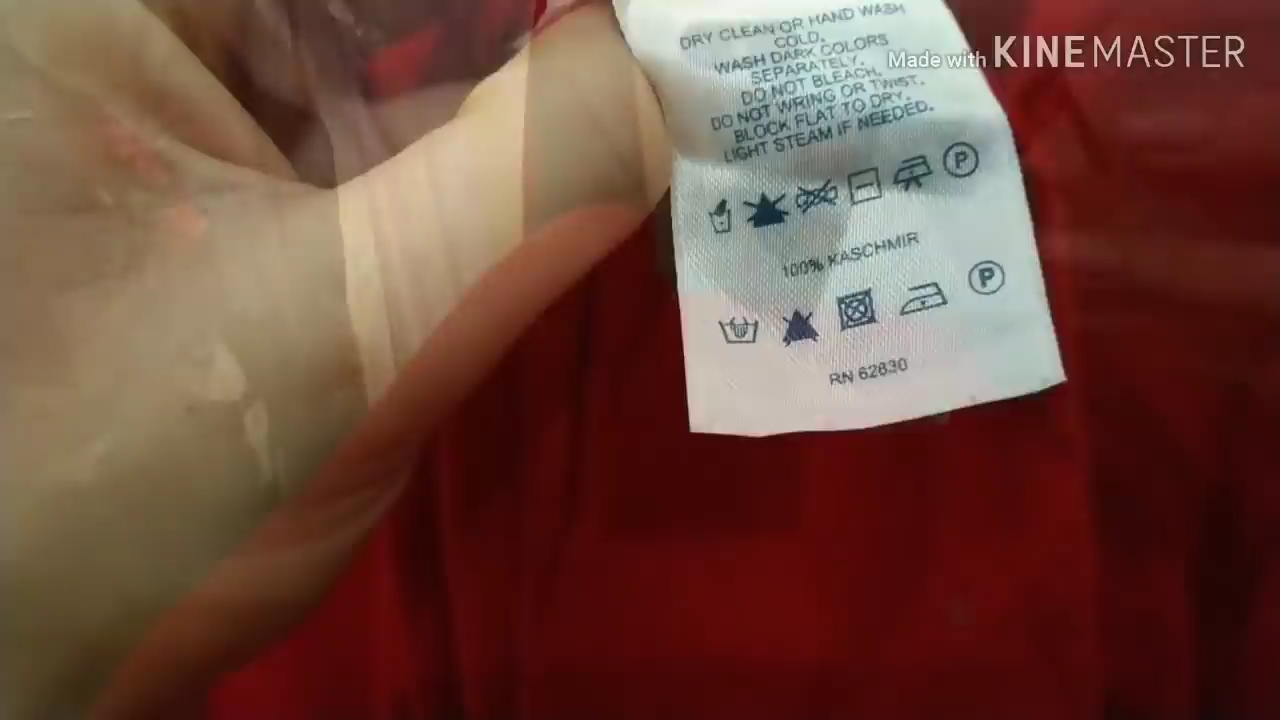 DRY CLEAN OR HAND WASH
COLD.
WASH DARK COLORS
SEPARATELY.
DO NOT BLEACH.
DO NOT WRING OR TWIST.
BLOCK FLAT TO DRY.
LIGHT STEAM IF NEEDED.
P
100% KASCHMIR
P
RN 62830
Made with KINEMASTER